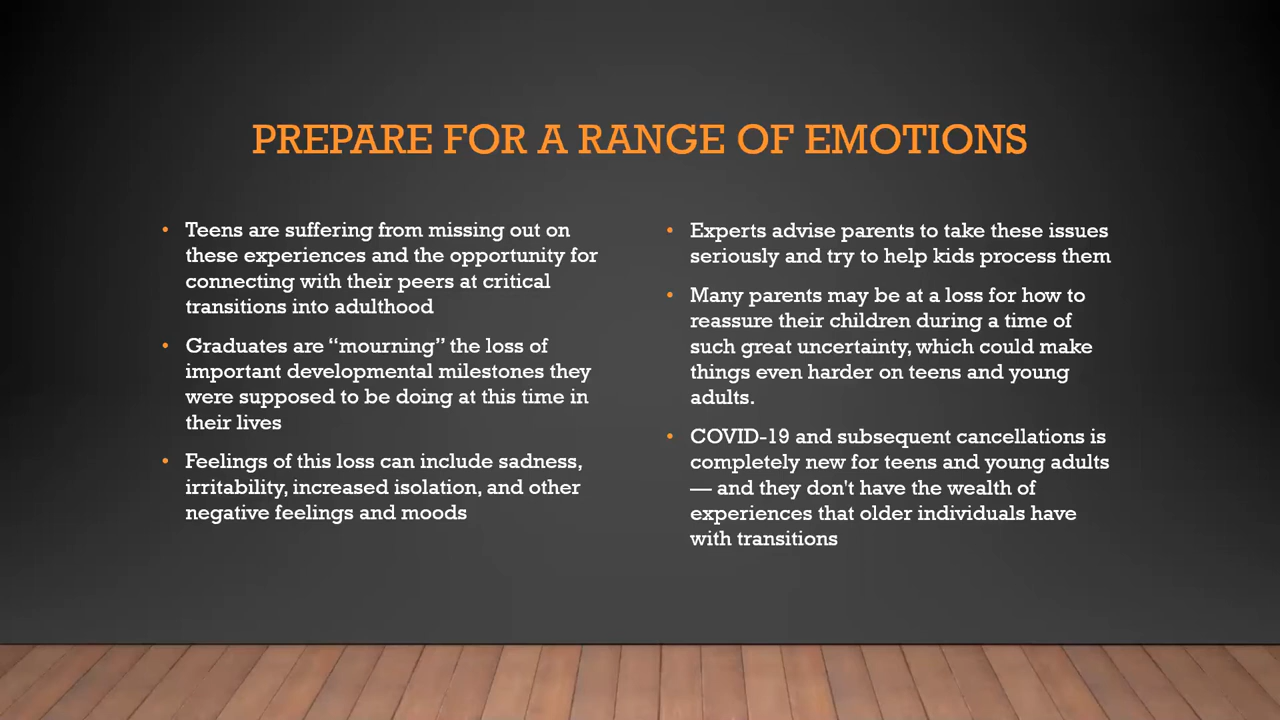 PREPARE FOR A RANGE OF EMOTIONS
• Teens are suffering from missing out on
these experiences and the opportunity for
connecting with their peers at critical
transitions into adulthood
• Graduates are “mourning” the loss of
important developmental milestones they
were supposed to be doing at this time in
their lives
• Feelings of this loss can include sadness,
irritability, increased isolation, and other
negative feelings and moods
• Experts advise parents to take these issues
seriously and try to help kids process them
• Many parents may be at a loss for how to
reassure their children during a time of
such great uncertainty, which could make
things even harder on teens and young
adults.
• COVID-19 and subsequent cancellations is
completely new for teens and young adults
— and they don't have the wealth of
experiences that older individuals have
with transitions